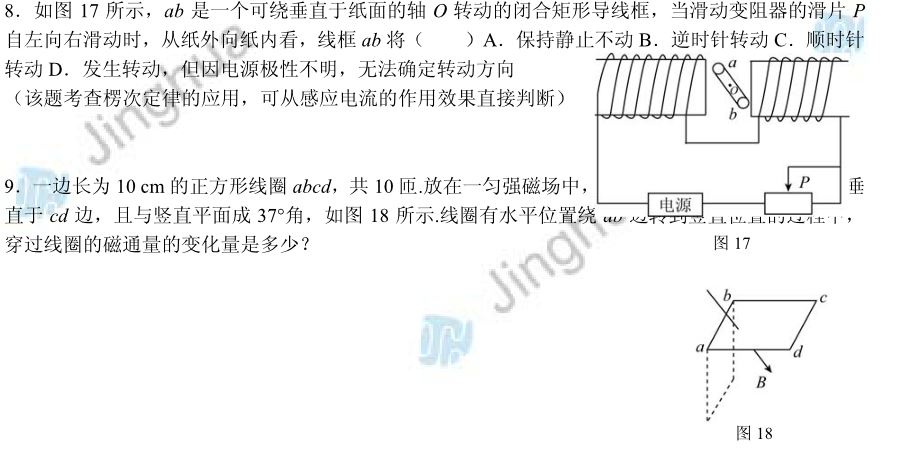 8．如图 17 所示，ab 是一个可绕垂直于纸面的轴 O 转动的闭合矩形导线框，当滑动变阻器的滑片 P
自左向右滑动时，从纸外向纸内看，线框 ab 将（　　）A．保持静止不动 B．逆时针转动 C．顺时针
转动 D．发生转动，但因电源极性不明，无法确定转动方向
（该题考查楞次定律的应用，可从感应电流的作用效果直接判断）
a
O
b
P
电源
图 17
9．一边长为 10 cm 的正方形线圈 abcd，共 10 匝.放在一匀强磁场中，
垂
直于 cd 边，且与竖直平面成 37°角，如图 18 所示.线圈有水平位置绕
穿过线圈的磁通量的变化量是多少？
b
c
a
d
B
图 18
Jinghua
Jinghua